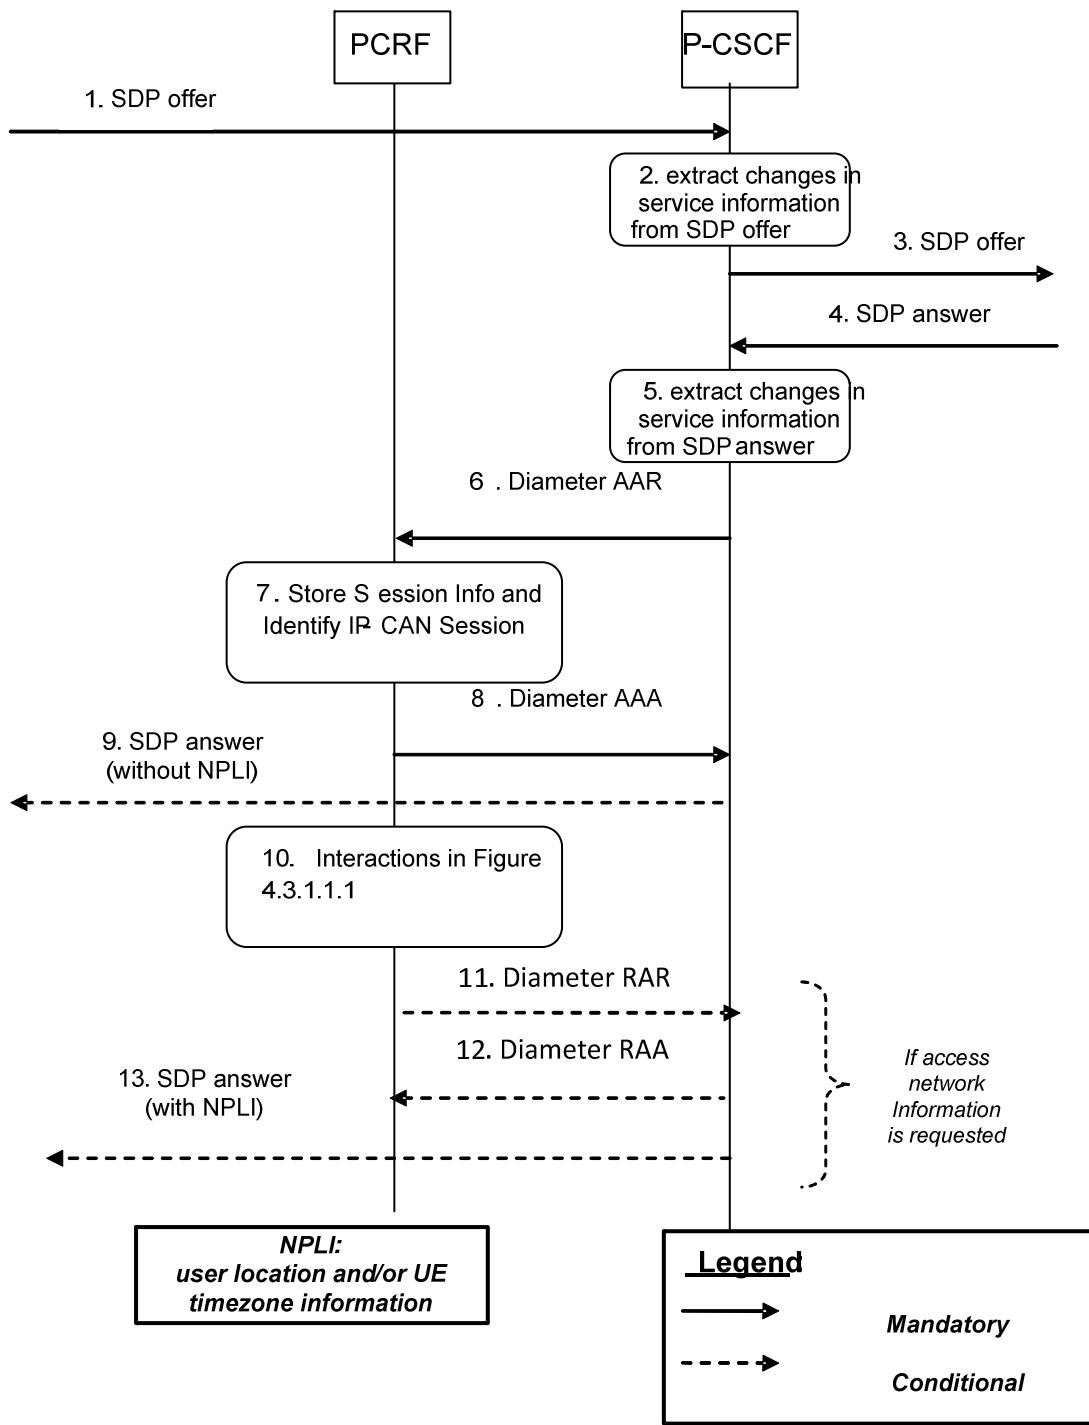 PCRF
P-CSCF
1. SDP offer
2. extract changes in
service information
from SDP offer
3. SDP offer
4. SDP answer
5. extract changes in
service information
from SDP answer
6 . Diameter AAR
7. Store S ession Info and
Identify IP- CAN Session
8 . Diameter AAA
9. SDP answer
(without NPLI)
10. Interactions in Figure
4.3.1.1.1
11. Diameter RAR
12. Diameter RAA
13. SDP answer
(with NPLI)
If access
network
Information
is requested
NPLI:
user location and/or UE
timezone information
Legend
Mandatory
Conditional